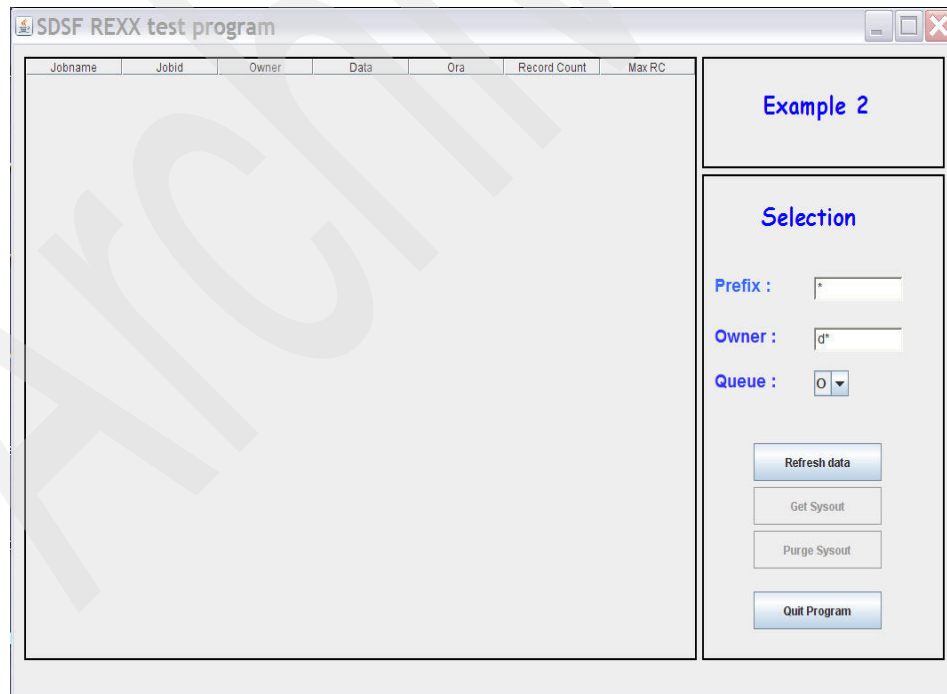 SDSF REXX test program
Jobname Jobid Owner Data Ora Record Count Max RC
Example 2
Selection
Prefix : *
Owner : d*
Queue : O
Refresh data
Get Sysout
Purge Sysout
Quit Program